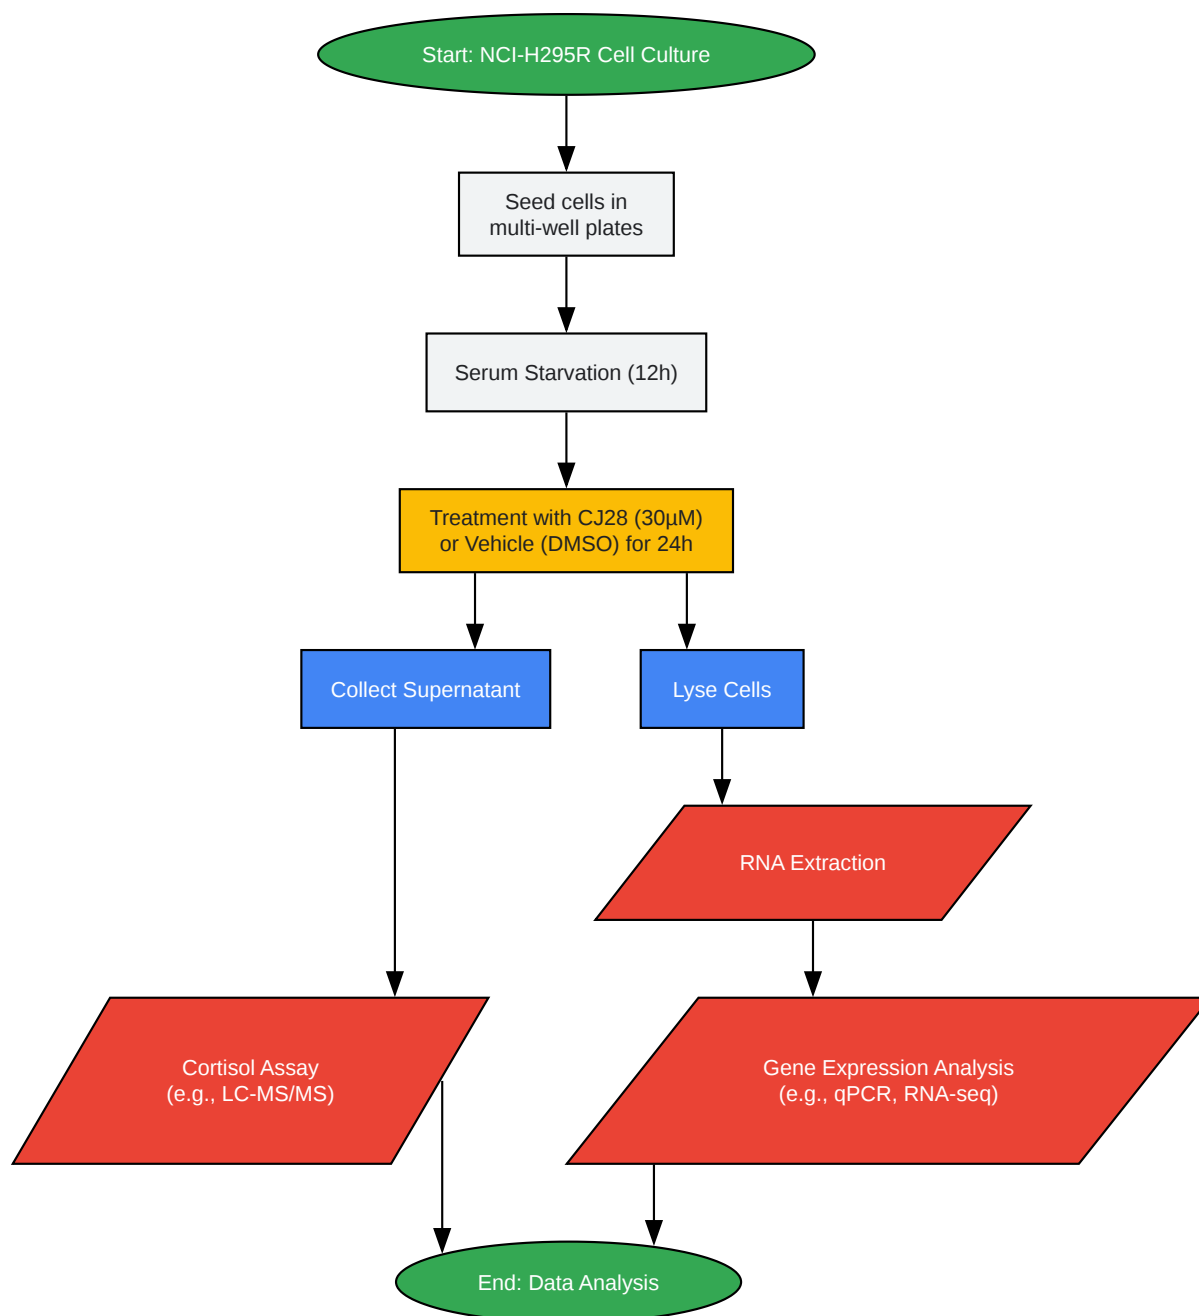 Start: NCI-H295R Cell Culture
Seed cells in
multi-well plates
Serum Starvation (12h)
Treatment with CJ28 (30µM)
or Vehicle (DMSO) for 24h
Collect Supernatant
Lyse Cells
RNA Extraction
Cortisol Assay
(e.g., LC-MS/MS)
Gene Expression Analysis
(e.g., qPCR, RNA-seq)
End: Data Analysis